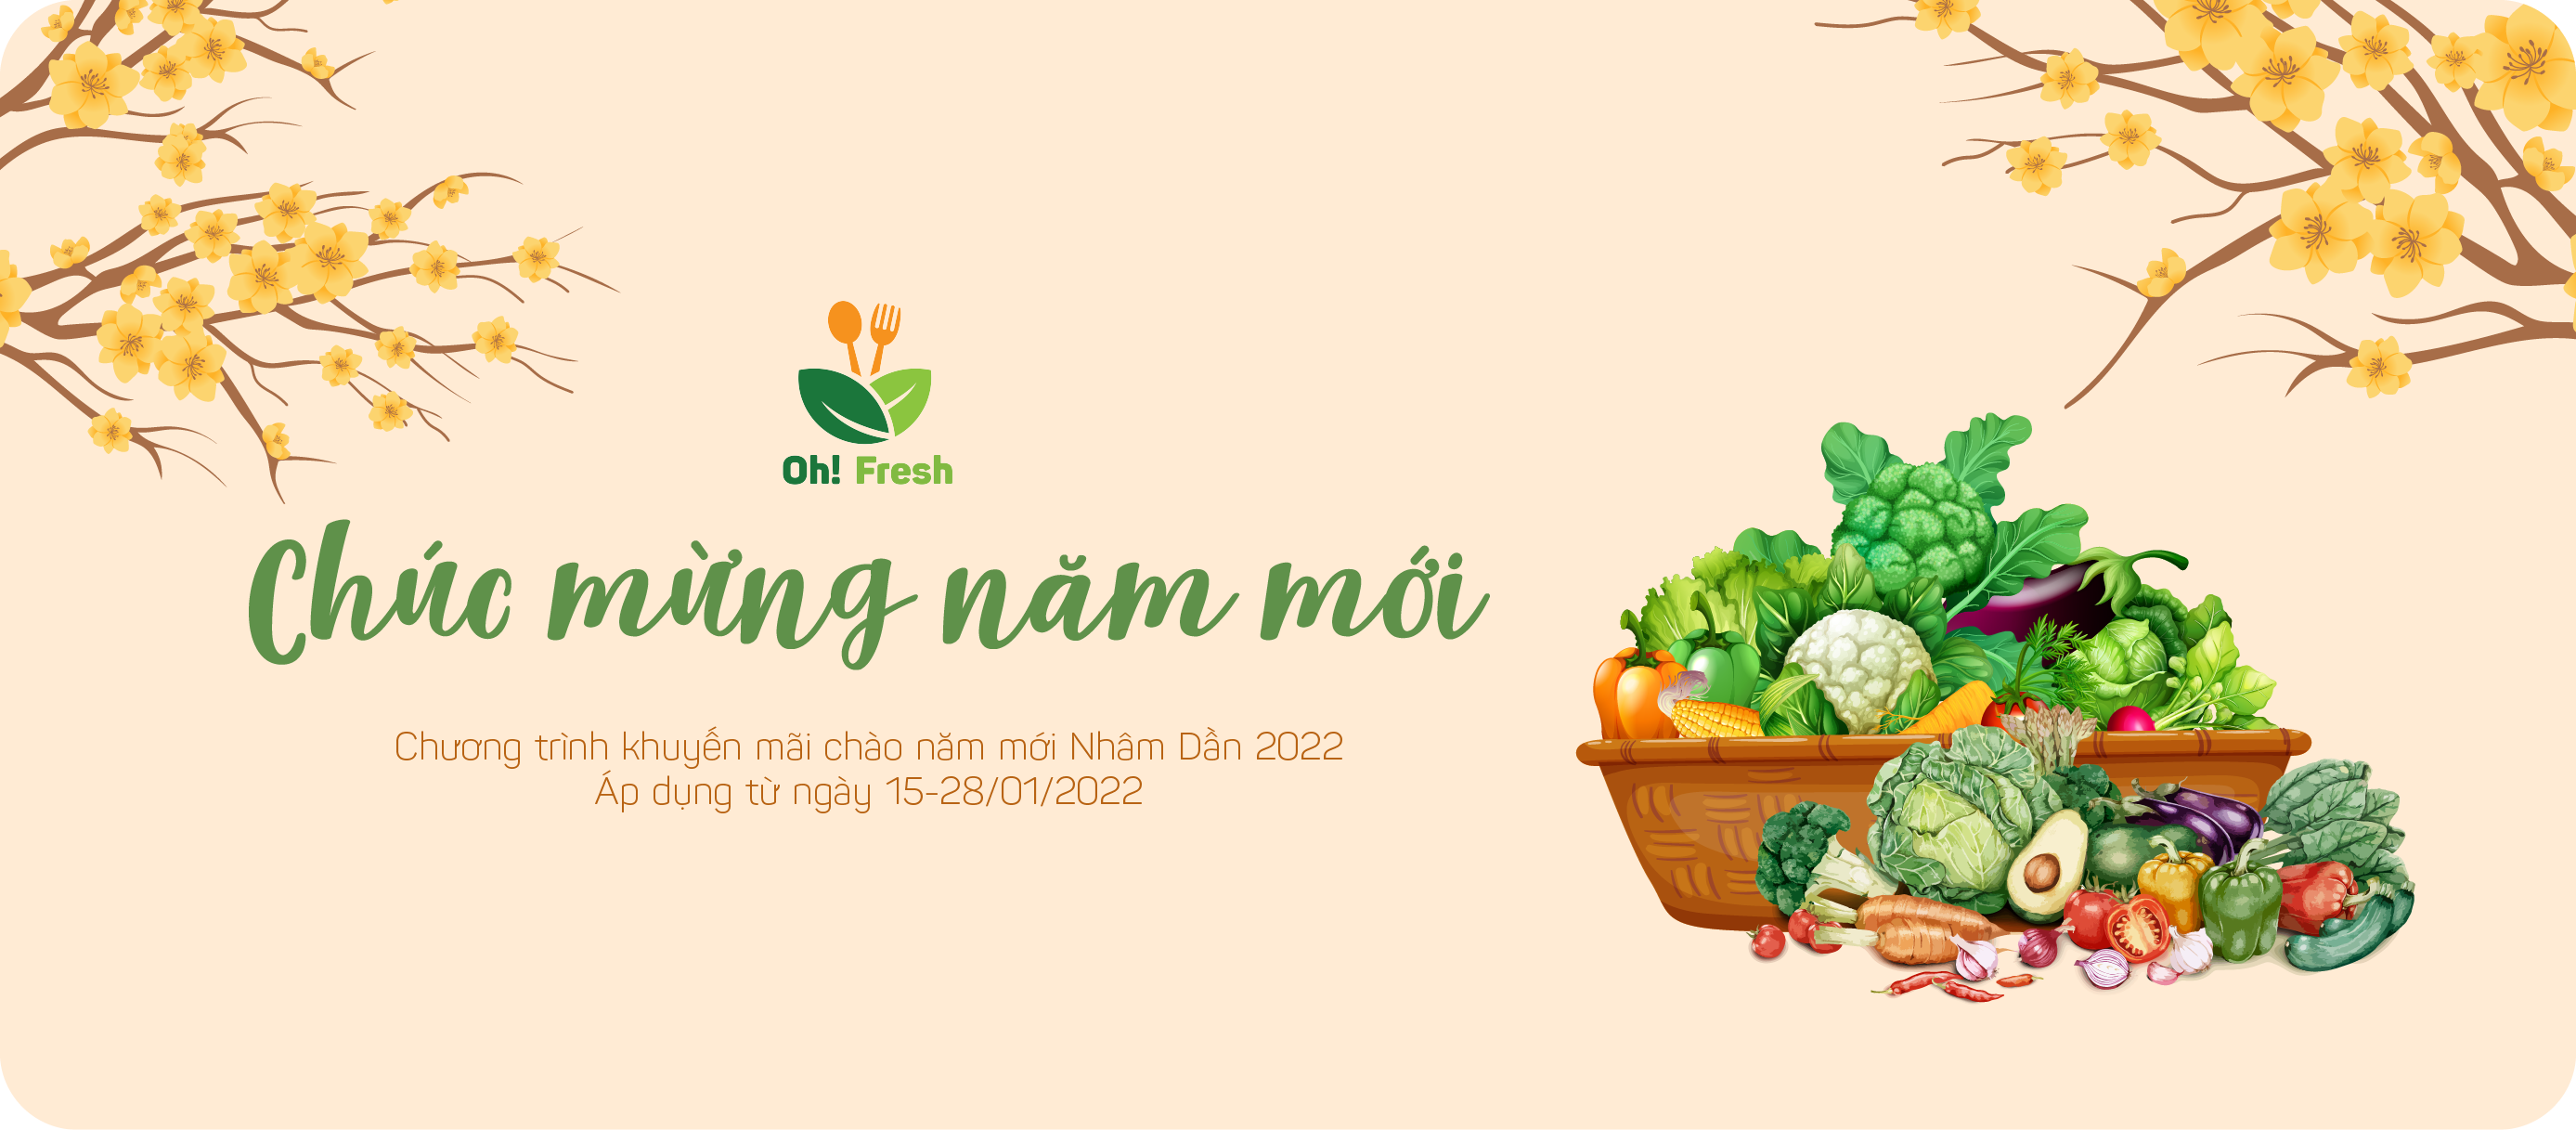 Oh! Fresh
Chúc mừng năm mới
Chương trình khuyến mãi chào năm mới Nhâm Dần 2022
Áp dụng từ ngày 15-28/01/2022